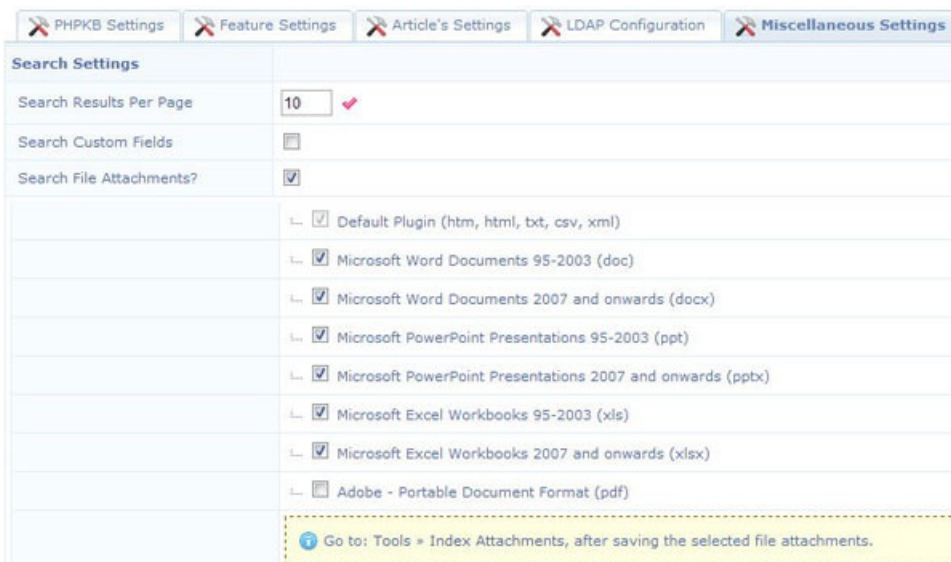 PHPKB Settings Feature Settings Article's Settings LDAP Configuration Miscellaneous Settings
Search Settings
Search Results Per Page 10
Search Custom Fields
Search File Attachments?
Default Plugin (htm, html, txt, csv, xml)
Microsoft Word Documents 95-2003 (doc)
Microsoft Word Documents 2007 and onwards (docx)
Microsoft PowerPoint Presentations 95-2003 (ppt)
Microsoft PowerPoint Presentations 2007 and onwards (pptx)
Microsoft Excel Workbooks 95-2003 (xls)
Microsoft Excel Workbooks 2007 and onwards (xlsx)
Adobe - Portable Document Format (pdf)
Go to: Tools » Index Attachments, after saving the selected file attachments.